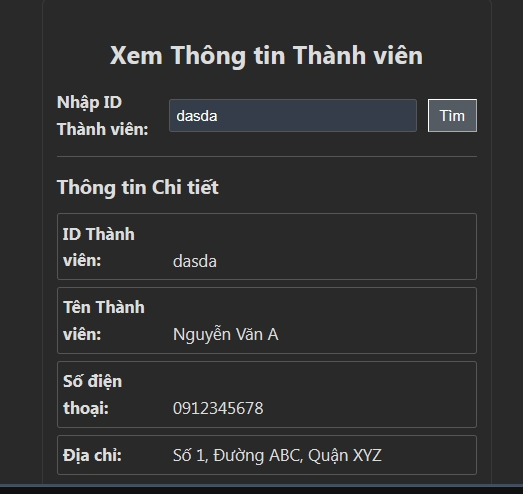 Xem Thông tin Thành viên
Nhập ID
Thành viên:
dasda
Tìm
Thông tin Chi tiết
ID Thành
viên:
dasda
Tên Thành
viên:
Nguyễn Văn A
Số điện
thoại:
0912345678
Địa chỉ:
Số 1, Đường ABC, Quận XYZ